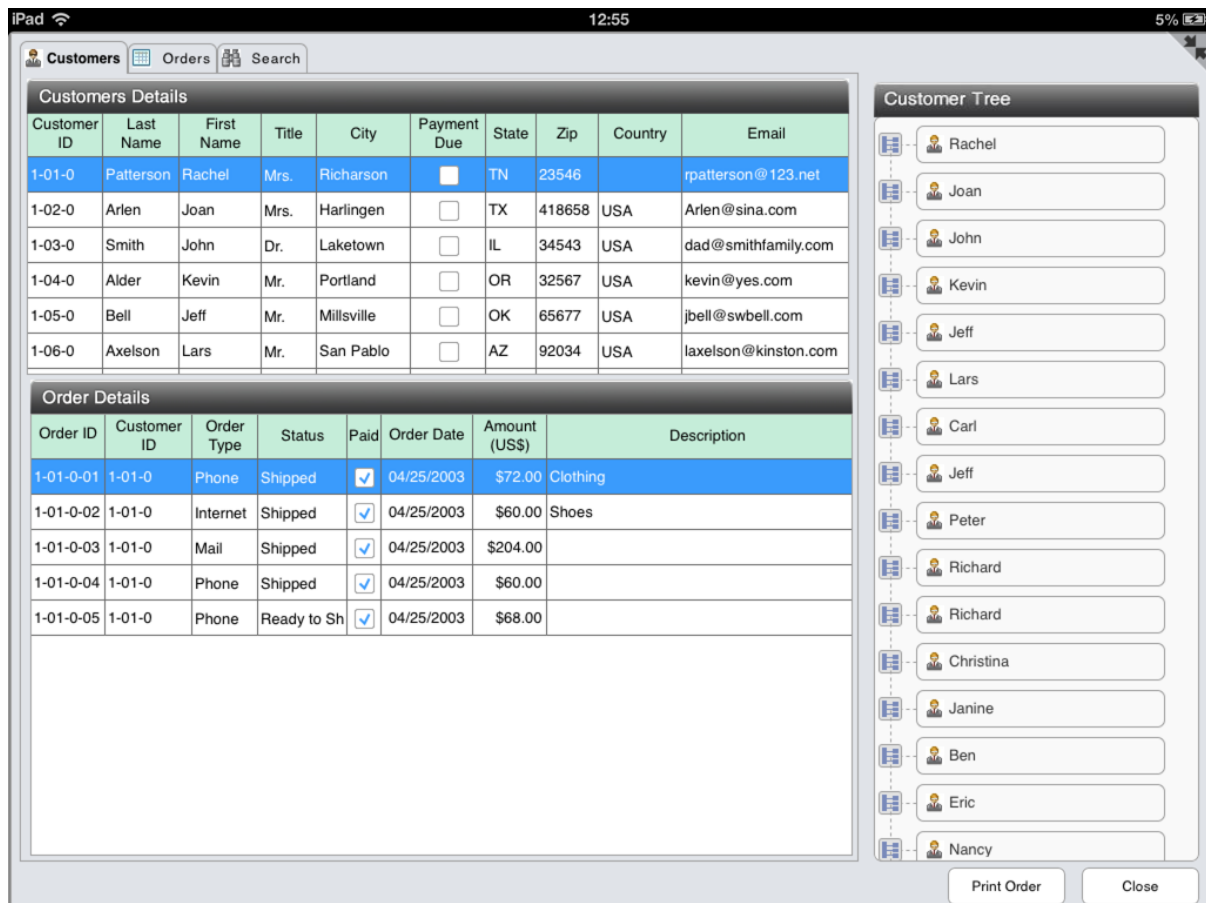 iPad 12:55 5%
Customers Orders Search
Customers Details
Customer ID Last Name First Name Title City Payment Due State Zip Country Email
1-01-0 Patterson Rachel Mrs. Richarson TN 23546 rpatterson@123.net
1-02-0 Arlen Joan Mrs. Harlingen TX 418658 USA Arlen@sina.com
1-03-0 Smith John Dr. Laketown IL 34543 USA dad@smithfamily.com
1-04-0 Alder Kevin Mr. Portland OR 32567 USA kevin@yes.com
1-05-0 Bell Jeff Mr. Millsville OK 65677 USA jbell@swbell.com
1-06-0 Axelson Lars Mr. San Pablo AZ 92034 USA laxelson@kinston.com
Order Details
Order ID Customer ID Order Type Status Paid Order Date Amount (US$) Description
1-01-0-01 1-01-0 Phone Shipped 04/25/2003 $72.00 Clothing
1-01-0-02 1-01-0 Internet Shipped 04/25/2003 $60.00 Shoes
1-01-0-03 1-01-0 Mail Shipped 04/25/2003 $204.00
1-01-0-04 1-01-0 Phone Shipped 04/25/2003 $60.00
1-01-0-05 1-01-0 Phone Ready to Sh 04/25/2003 $68.00
Customer Tree
Rachel
Joan
John
Kevin
Jeff
Lars
Carl
Jeff
Peter
Richard
Richard
Christina
Janine
Ben
Eric
Nancy
Print Order Close